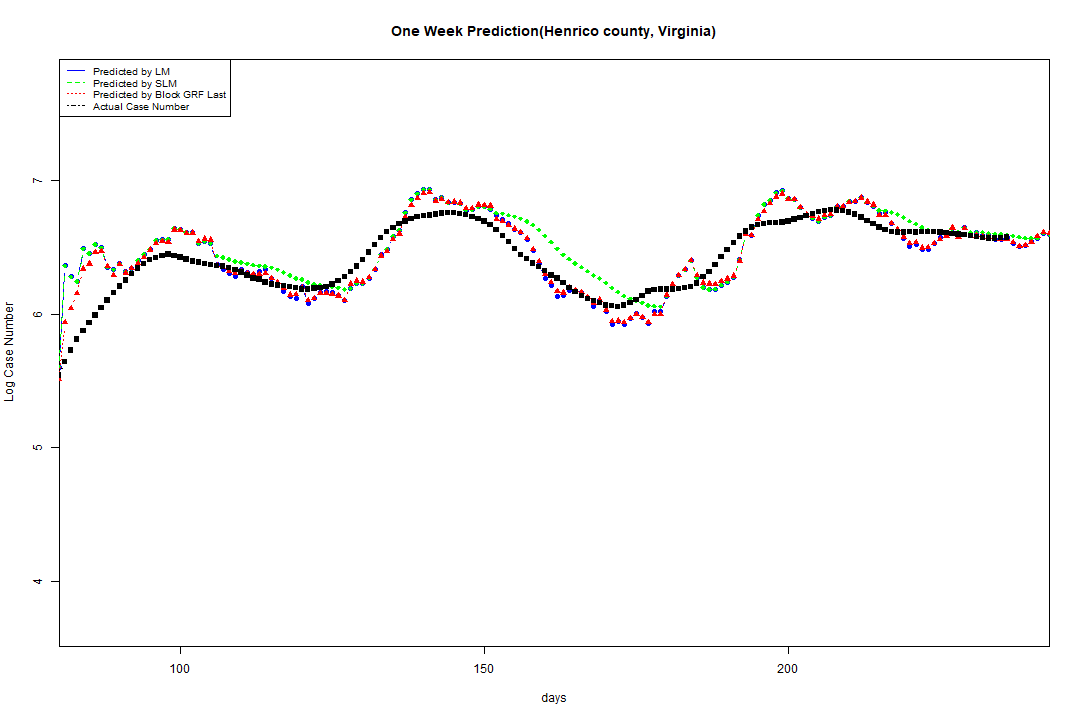 One Week Prediction(Henrico county, Virginia)
Predicted by LM
Predicted by SLM
Predicted by Block GRF Last
Actual Case Number
7
6
5
4
Log Case Number
100 150 200
days